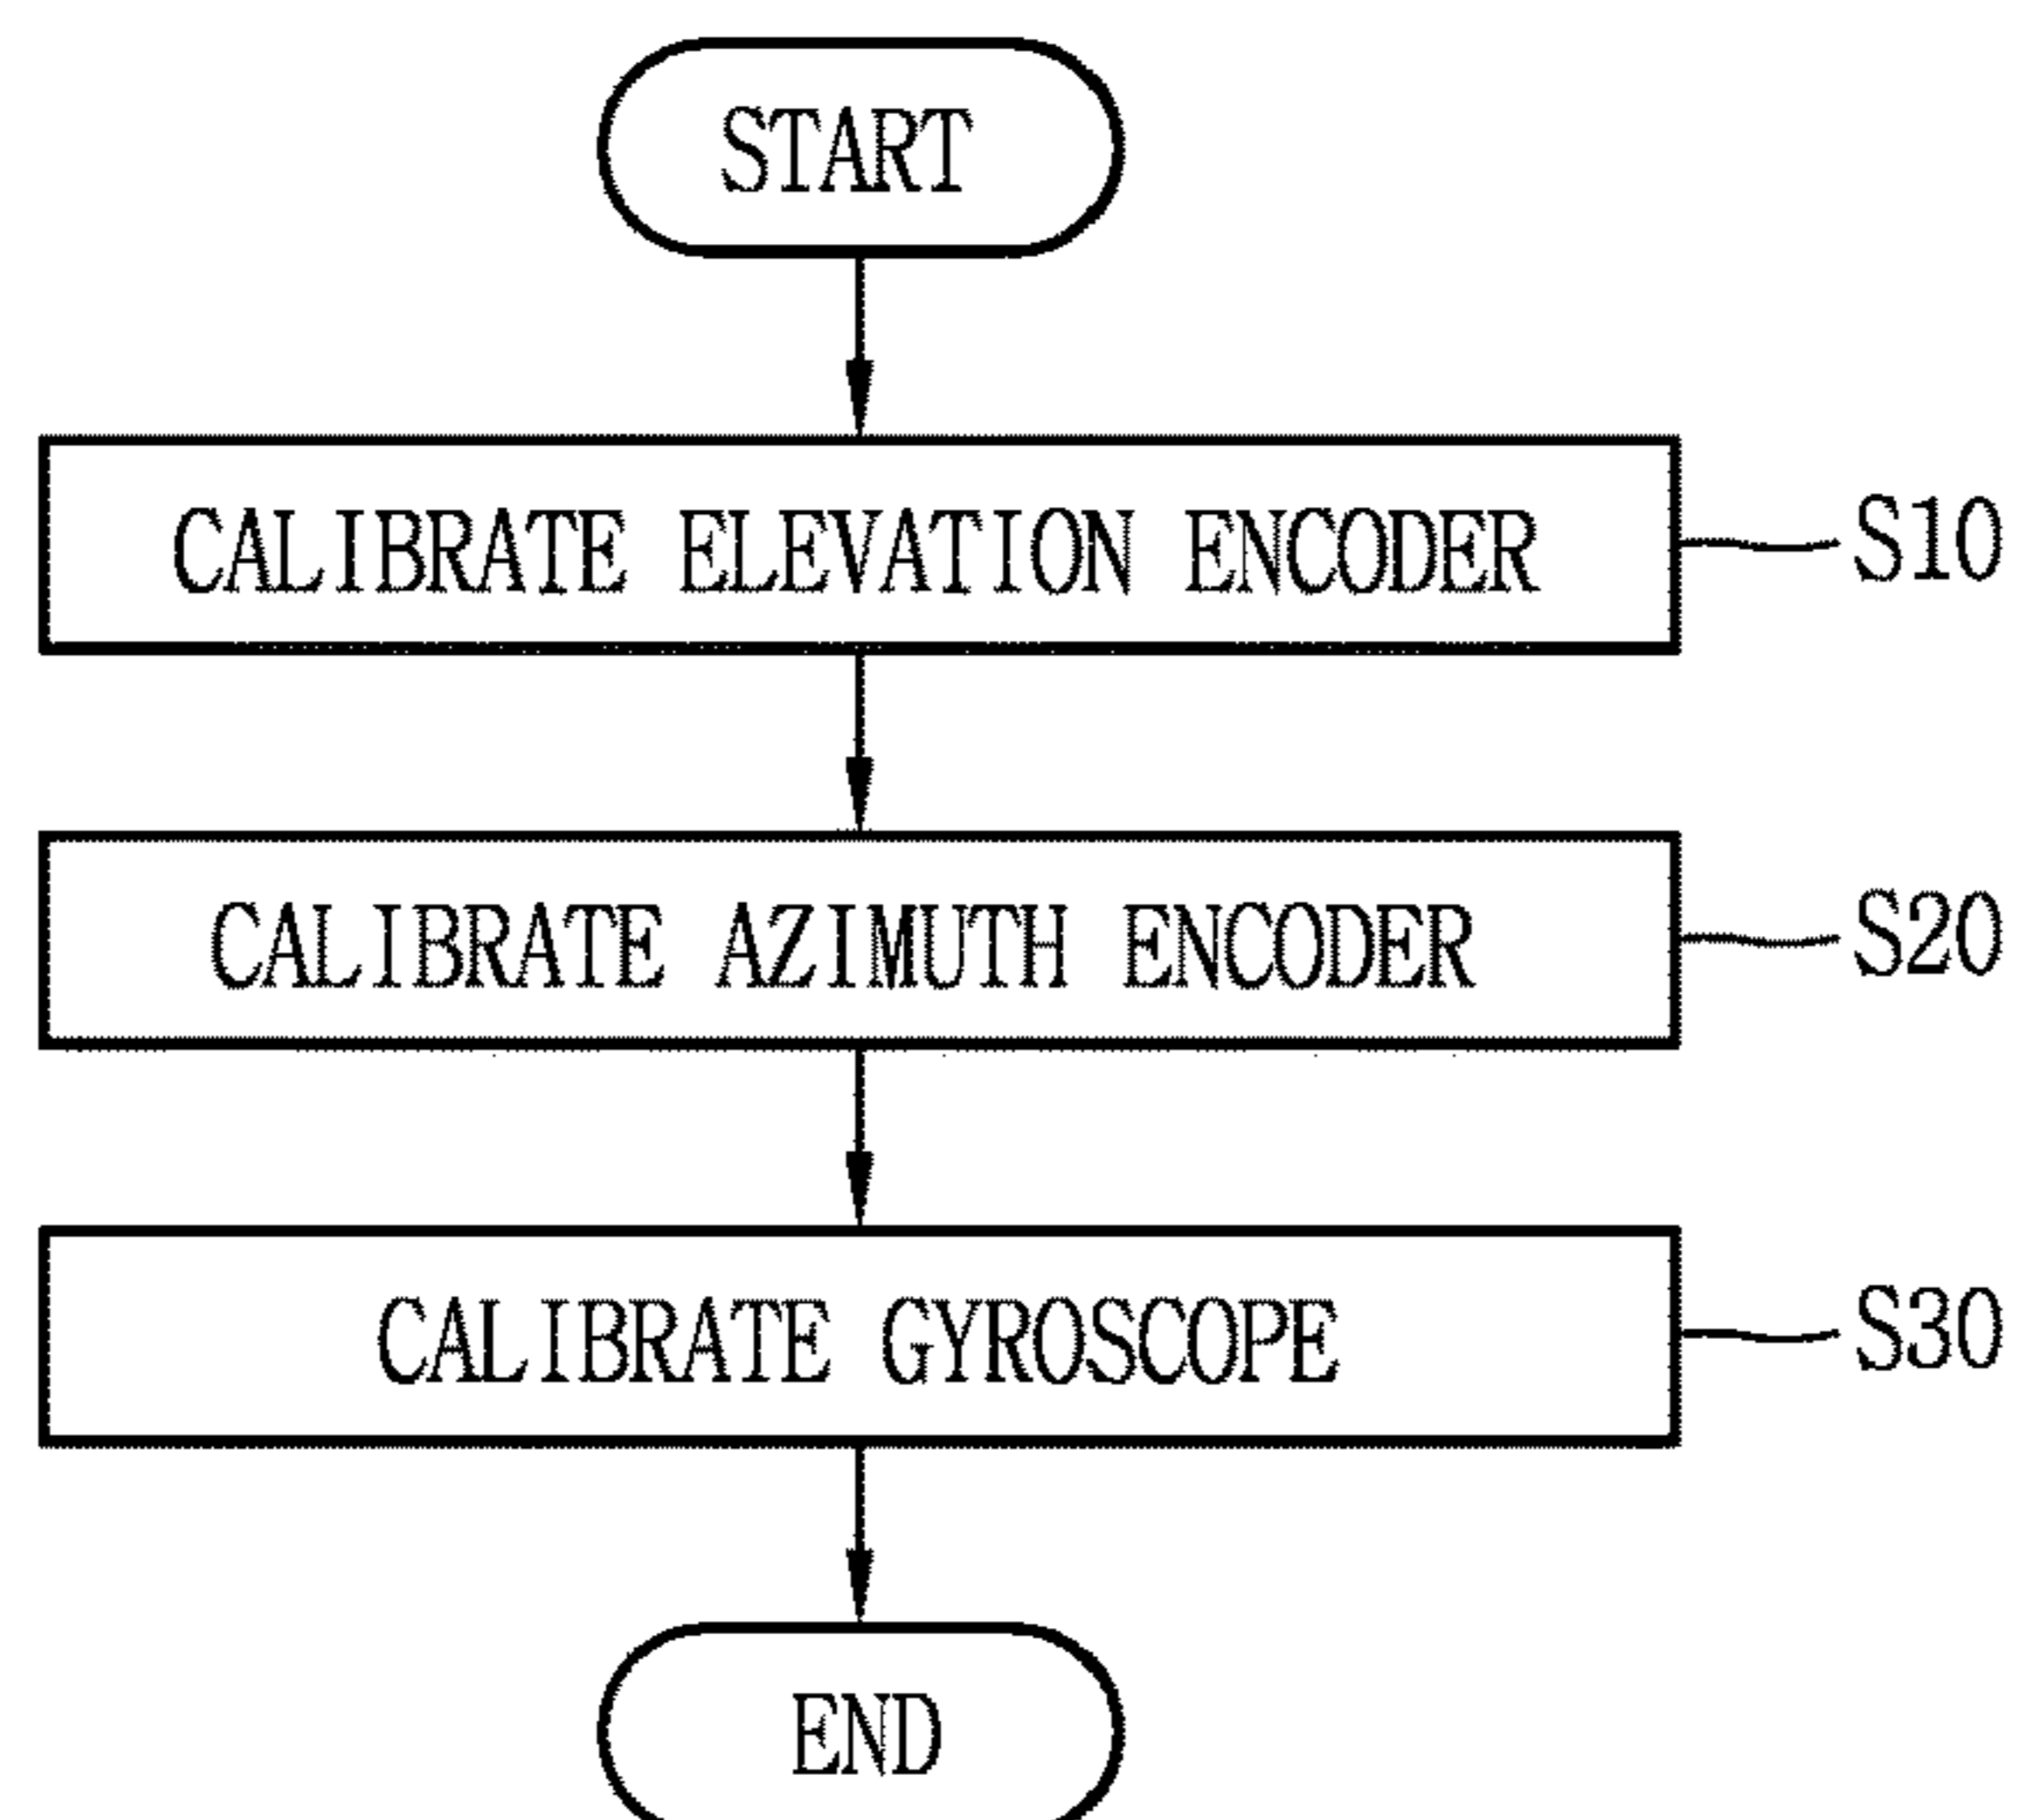 START
CALIBRATE ELEVATION ENCODER S10
CALIBRATE AZIMUTH ENCODER S20
CALIBRATE GYROSCOPE S30
END